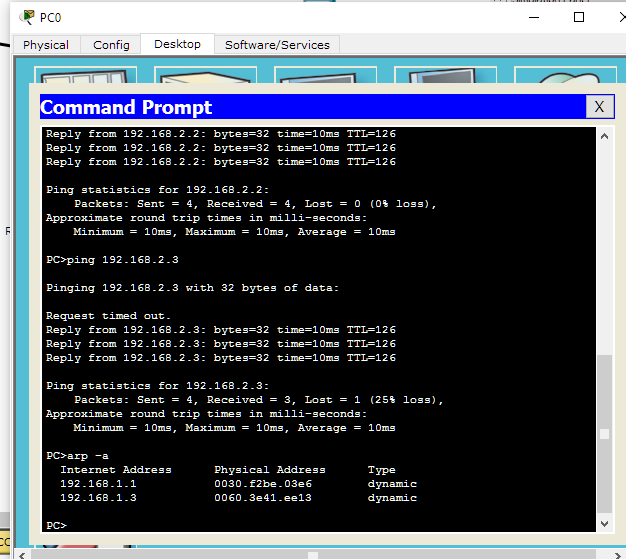 PC0
Physical Config Desktop Software/Services
Command Prompt X
Reply from 192.168.2.2: bytes=32 time=10ms TTL=126
Reply from 192.168.2.2: bytes=32 time=10ms TTL=126
Reply from 192.168.2.2: bytes=32 time=10ms TTL=126
Ping statistics for 192.168.2.2:
Packets: Sent = 4, Received = 4, Lost = 0 (0% loss),
Approximate round trip times in milli-seconds:
Minimum = 10ms, Maximum = 10ms, Average = 10ms
PC>ping 192.168.2.3
Pinging 192.168.2.3 with 32 bytes of data:
Request timed out.
Reply from 192.168.2.3: bytes=32 time=10ms TTL=126
Reply from 192.168.2.3: bytes=32 time=10ms TTL=126
Reply from 192.168.2.3: bytes=32 time=10ms TTL=126
Ping statistics for 192.168.2.3:
Packets: Sent = 4, Received = 3, Lost = 1 (25% loss),
Approximate round trip times in milli-seconds:
Minimum = 10ms, Maximum = 10ms, Average = 10ms
PC>arp -a
Internet Address Physical Address Type
192.168.1.1 0030.f2be.03e6 dynamic
192.168.1.3 0060.3e41.ee13 dynamic
PC>